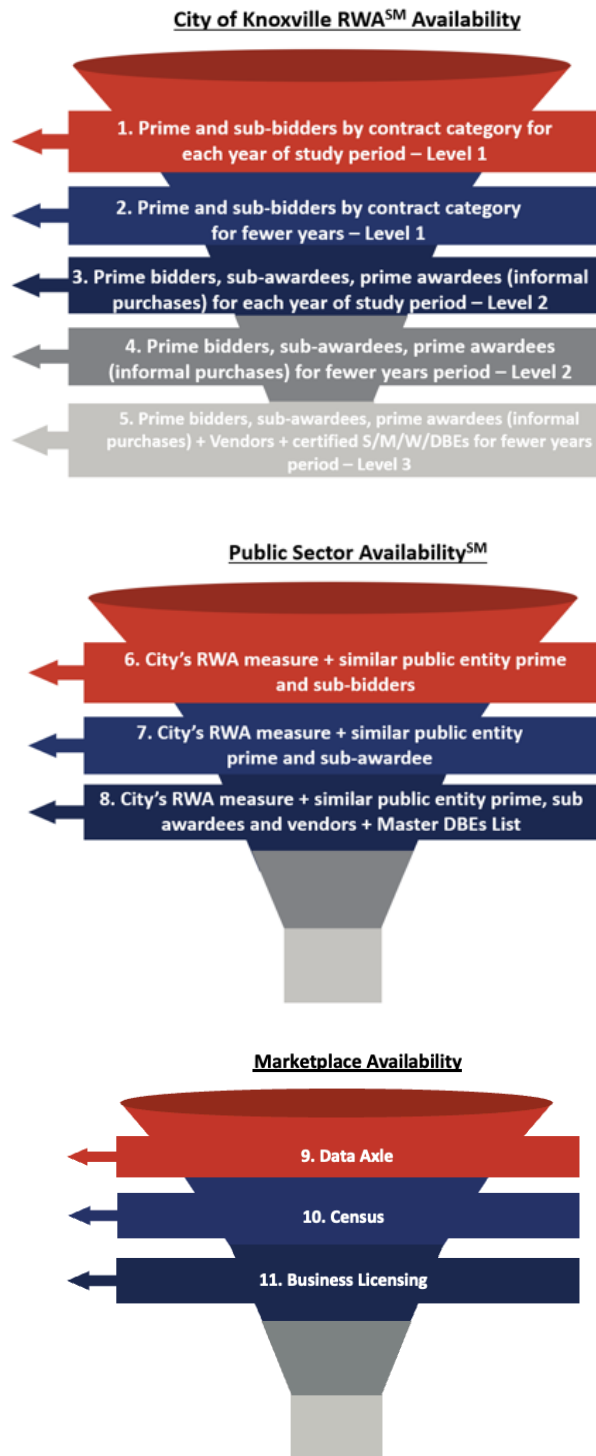 City of Knoxville RWASM Availability
1. Prime and sub-bidders by contract category for
each year of study period – Level 1
2. Prime and sub-bidders by contract category
for fewer years – Level 1
3. Prime bidders, sub-awardees, prime awardees (informal
purchases) for each year of study period – Level 2
4. Prime bidders, sub-awardees, prime awardees
(informal purchases) for fewer years period – Level 2
5. Prime bidders, sub-awardees, prime awardees (informal
purchases) + Vendors + certified S/M/W/DBEs for fewer years
period – Level 3
Public Sector AvailabilitySM
6. City’s RWA measure + similar public entity prime
and sub-bidders
7. City’s RWA measure + similar public entity
prime and sub-awardee
8. City’s RWA measure + similar public entity prime, sub
awardees and vendors + Master DBEs List
Marketplace Availability
9. Data Axle
10. Census
11. Business Licensing